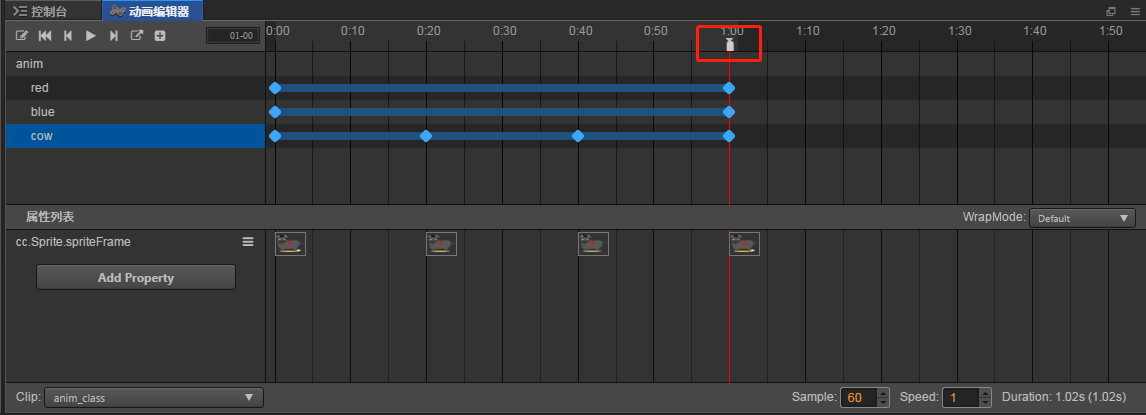 控制台 动画编辑器
01-00 0:00 0:10 0:20 0:30 0:40 0:50 1:00 1:10 1:20 1:30 1:40 1:50
anim
red
blue
cow
属性列表 WrapMode: Default
cc.Sprite.spriteFrame
Add Property
Clip: anim_class Sample: 60 Speed: 1 Duration: 1.02s (1.02s)